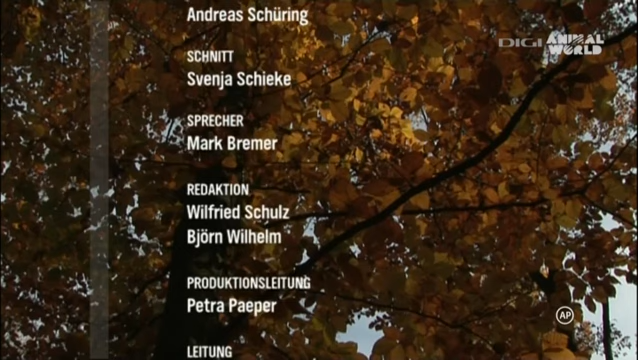 Andreas Schüring
DIGI ANIMAL WORLD
SCHNITT
Svenja Schieke
SPRECHER
Mark Bremer
REDAKTION
Wilfried Schulz
Björn Wilhelm
PRODUKTIONSLEITUNG
Petra Paeper
AP
LEITUNG